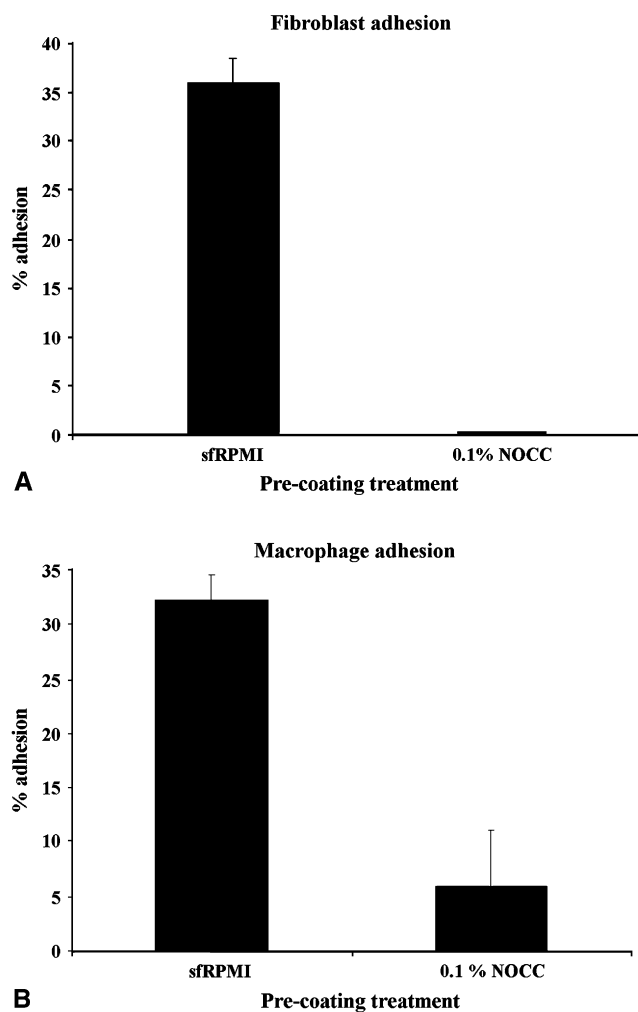 Fibroblast adhesion
40
35
30
25
20
15
10
5
0
% adhesion
sfRPMI 0.1% NOCC
A
Pre-coating treatment
Macrophage adhesion
35
30
25
20
15
10
5
0
% adhesion
sfRPMI 0.1 % NOCC
B
Pre-coating treatment